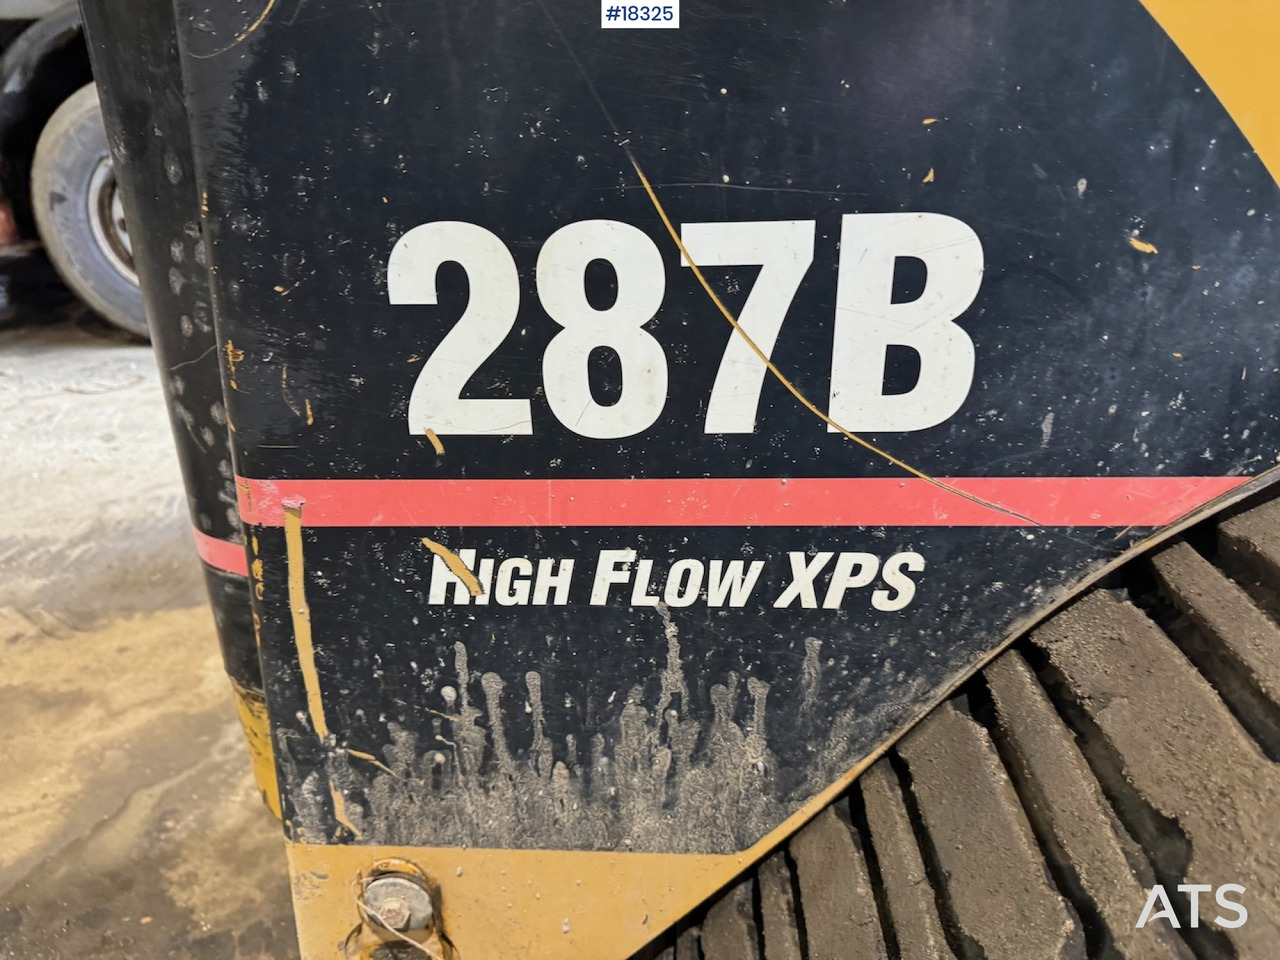 #18325
287B
HIGH FLOW XPS
ATS